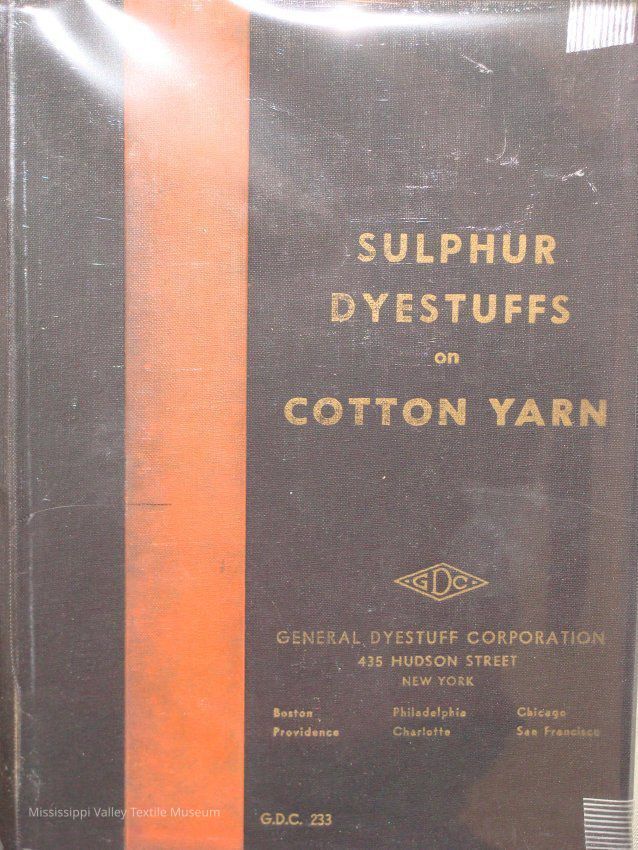 SULPHUR
DYESTUFFS
on
COTTON YARN
GDC
GENERAL DYESTUFF CORPORATION
435 HUDSON STREET
NEW YORK
Boston Philadelphia Chicago
Providence Charlotte San Francisco
Mississippi Valley Textile Museum
G.D.C. 233